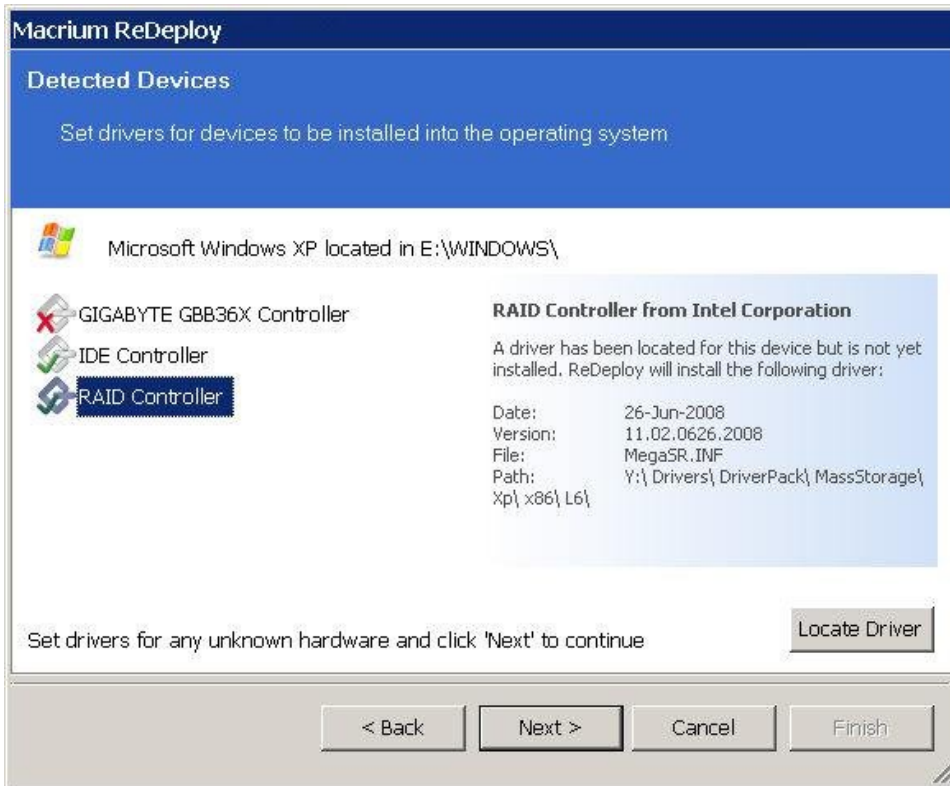 Macrium ReDeploy
Detected Devices
Set drivers for devices to be installed into the operating system
Microsoft Windows XP located in E:\WINDOWS\
GIGABYTE GBB36X Controller
IDE Controller
RAID Controller
RAID Controller from Intel Corporation
A driver has been located for this device but is not yet
installed. ReDeploy will install the following driver:
Date: 26-Jun-2008
Version: 11.02.0626.2008
File: MegaSR.INF
Path: Y:\ Drivers\ DriverPack\ MassStorage\
Xp\ x86\ L6\
Set drivers for any unknown hardware and click 'Next' to continue
Locate Driver
< Back
Next >
Cancel
Finish